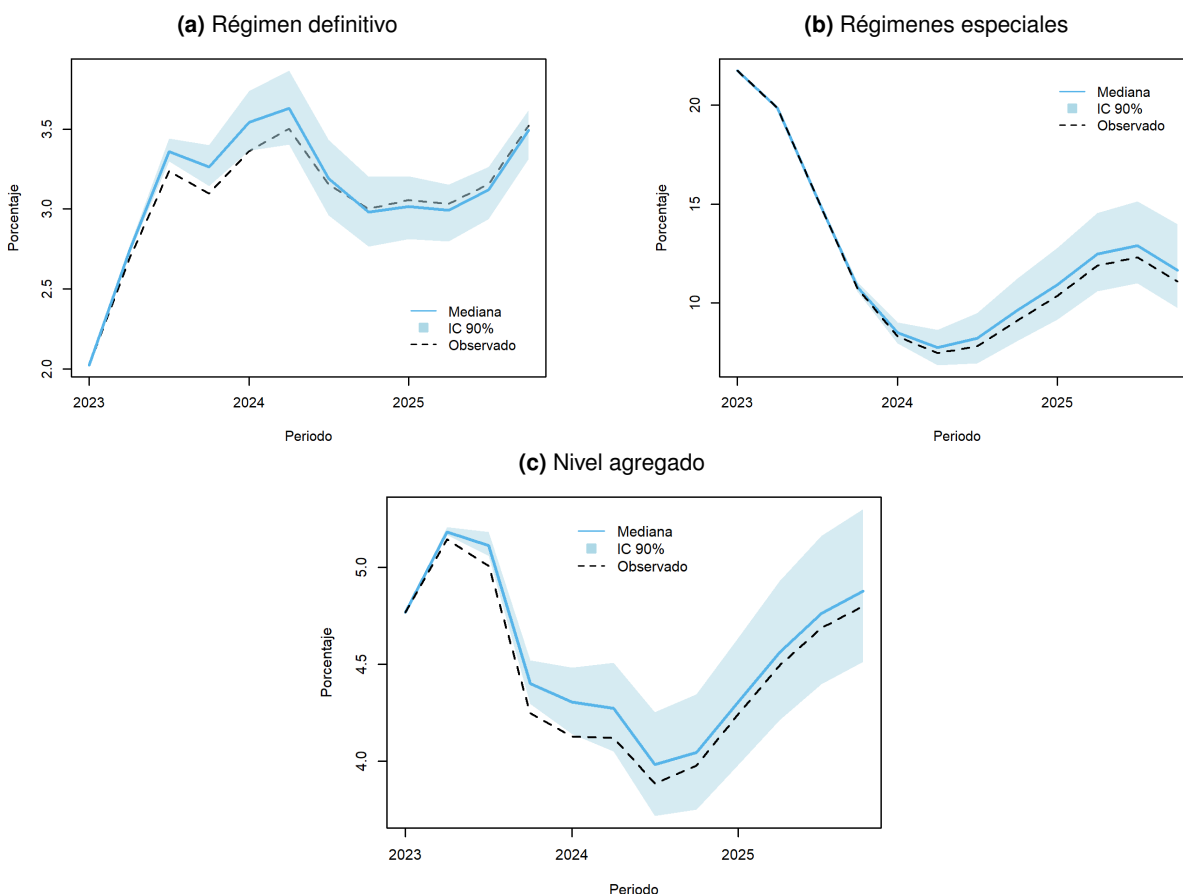 (a) Régimen definitivo
Porcentaje
3.5
3.0
2.5
2.0
Mediana
IC 90%
Observado
2023 2024 2025
Periodo
(b) Régimenes especiales
Porcentaje
20
15
10
Mediana
IC 90%
Observado
2023 2024 2025
Periodo
(c) Nivel agregado
Porcentaje
5.0
4.5
4.0
Mediana
IC 90%
Observado
2023 2024 2025
Periodo